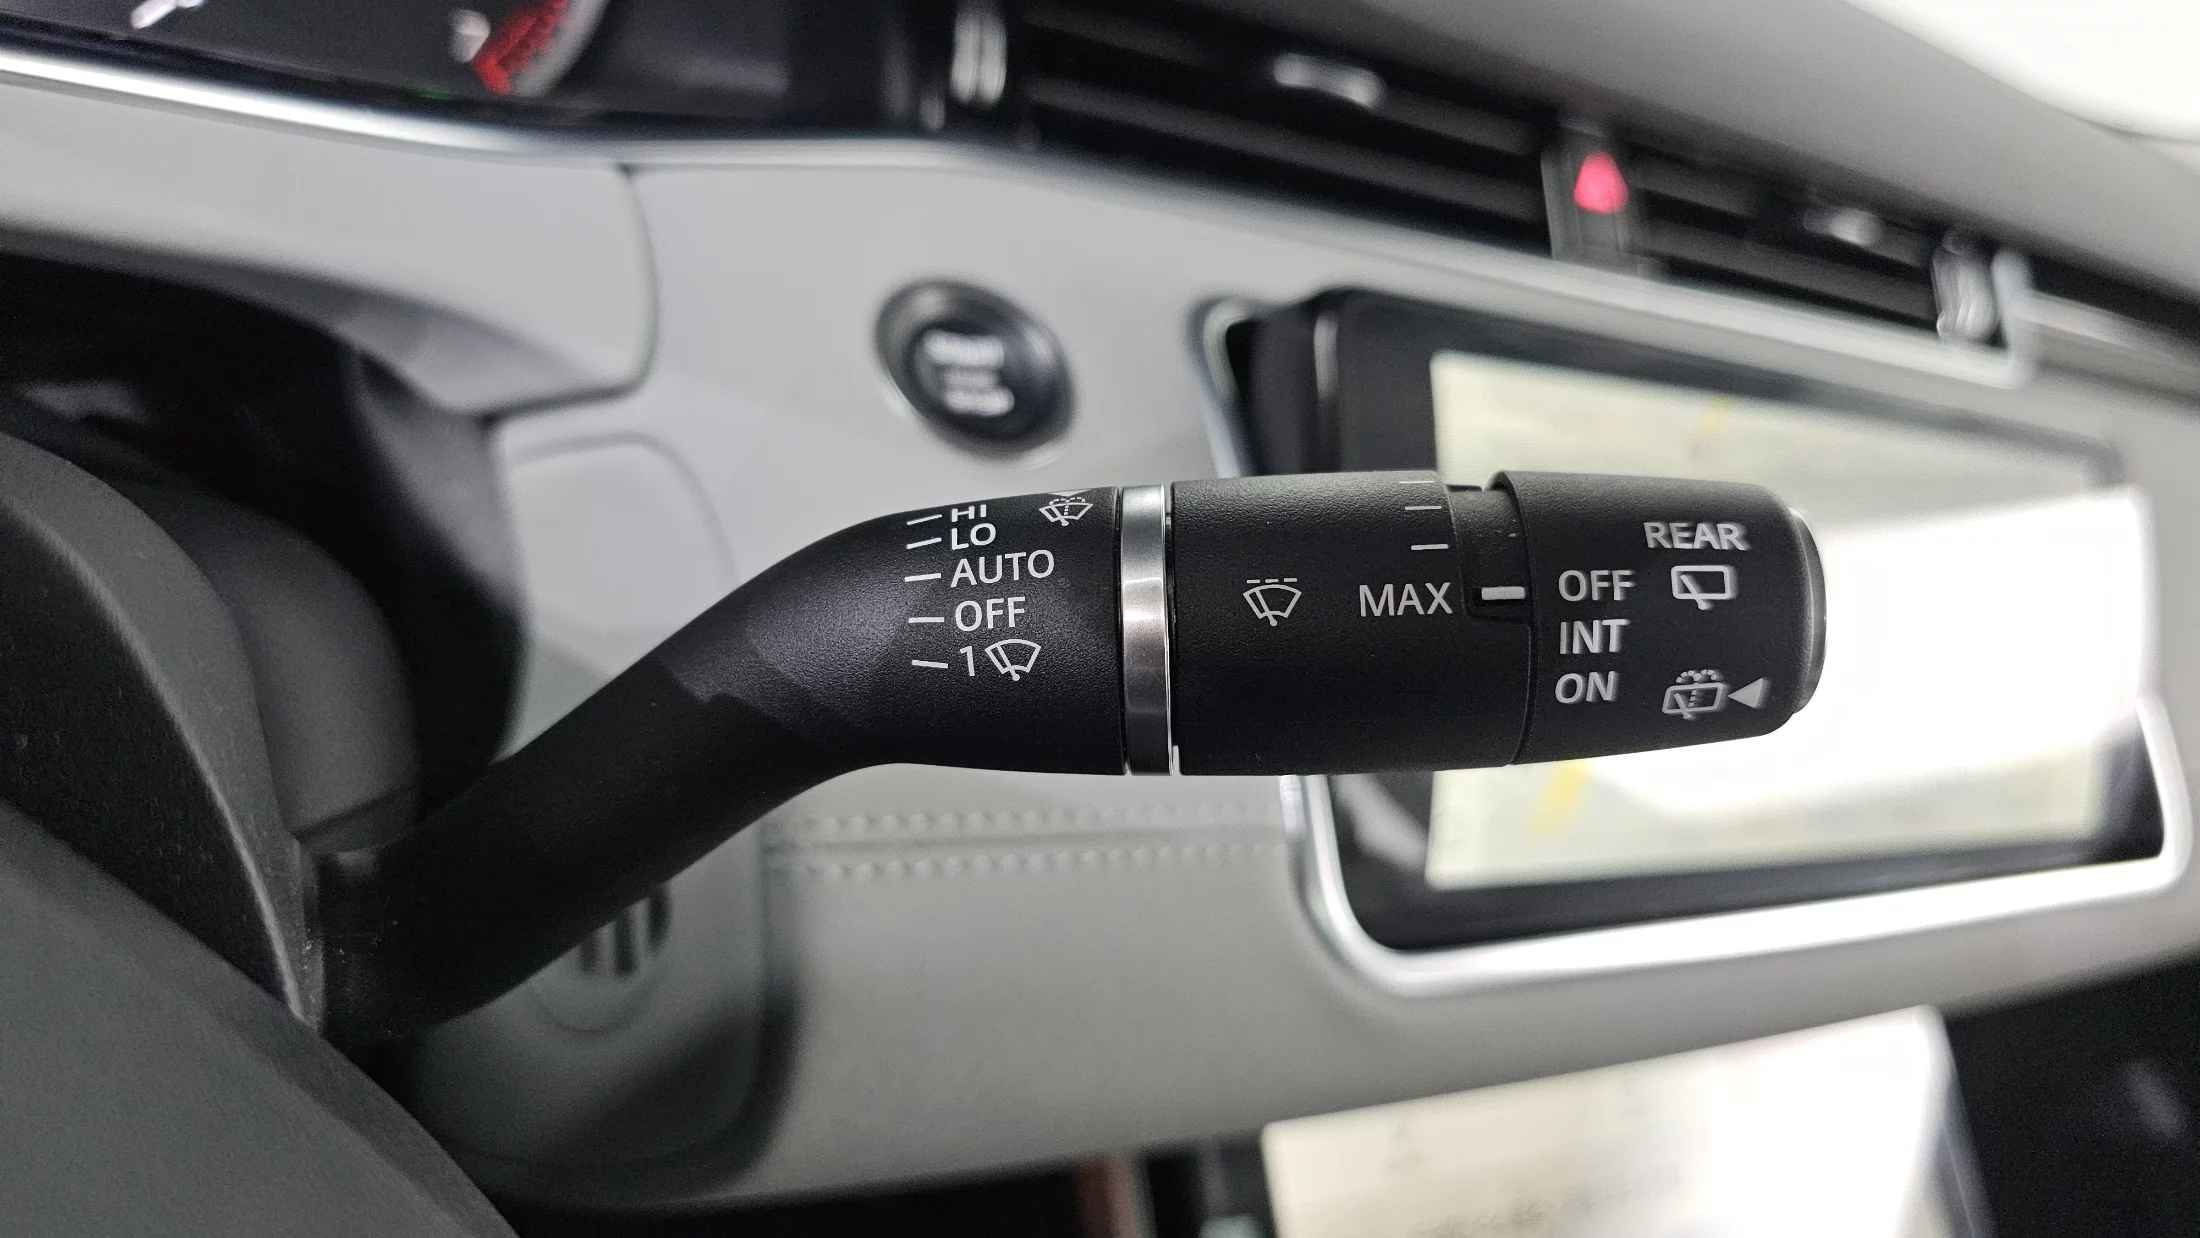 HI
LO
AUTO
OFF
1
MAX
REAR
OFF
INT
ON